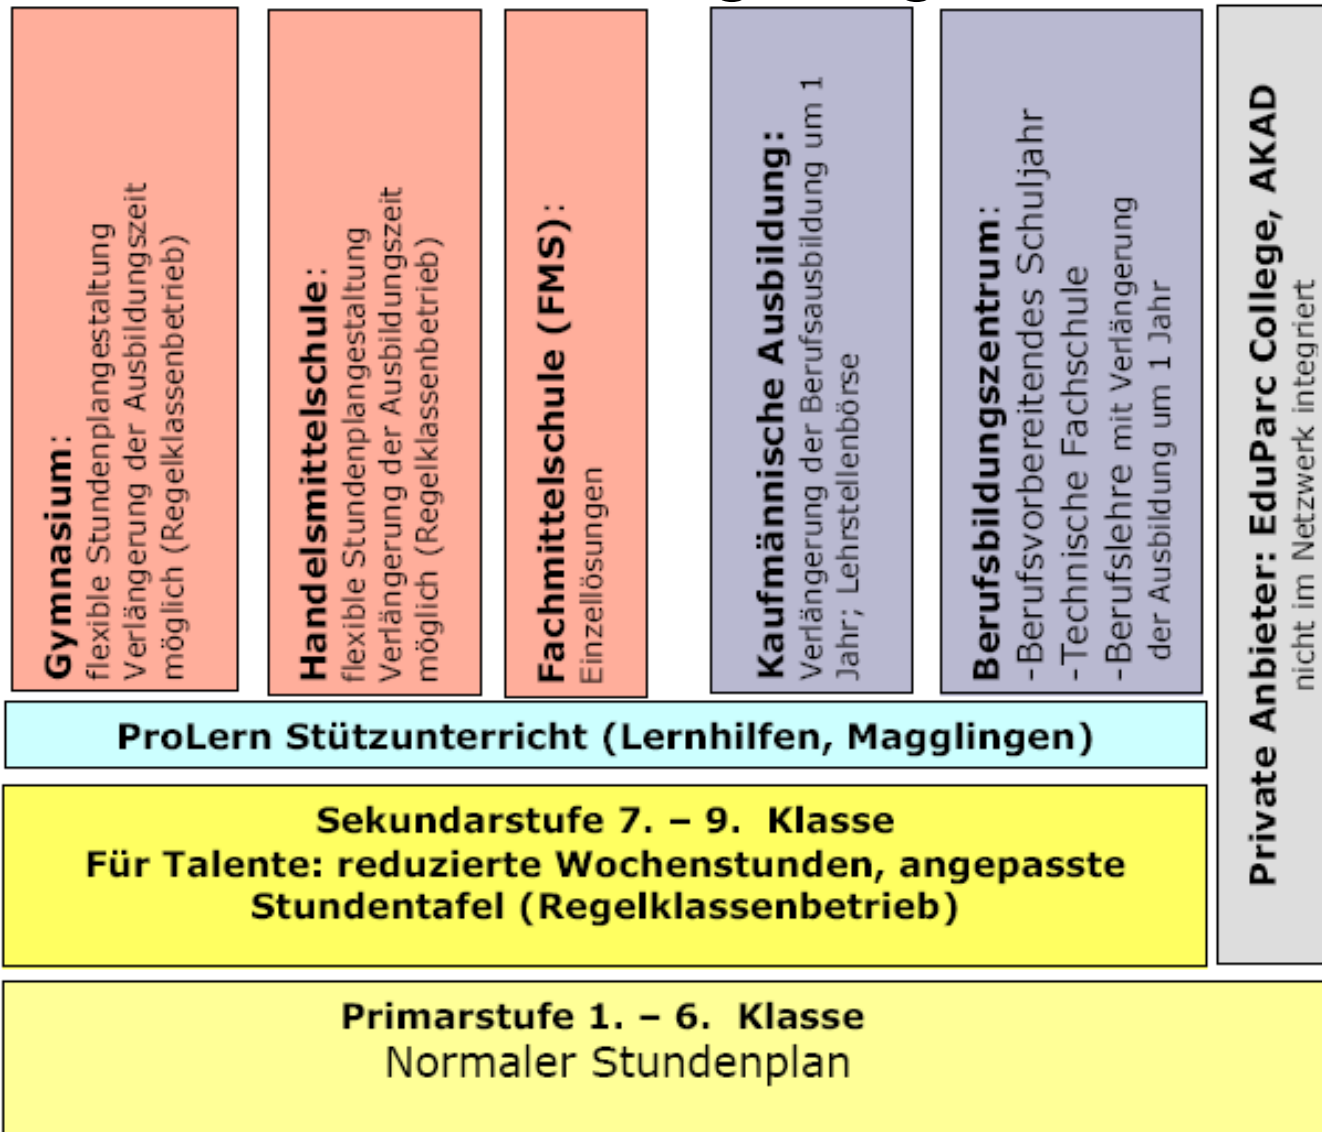 Gymnasium:
flexible Stundenplangestaltung
Verlängerung der Ausbildungszeit
möglich (Regelklassenbetrieb)
Handelsmittelschule:
flexible Stundenplangestaltung
Verlängerung der Ausbildungszeit
möglich (Regelklassenbetrieb)
Fachmittelschule (FMS):
Einzellösungen
Kaufmännische Ausbildung:
Verlängerung der Berufsausbildung um 1
Jahr; Lehrstellenbörse
Berufsbildungszentrum:
-Berufsvorbereitendes Schuljahr
-Technische Fachschule
-Berufslehre mit Verlängerung
der Ausbildung um 1 Jahr
Private Anbieter: EduParc College, AKAD
nicht im Netzwerk integriert
ProLern Stützunterricht (Lernhilfen, Magglingen)
Sekundarstufe 7. – 9. Klasse
Für Talente: reduzierte Wochenstunden, angepasste
Stundentafel (Regelklassenbetrieb)
Primarstufe 1. – 6. Klasse
Normaler Stundenplan